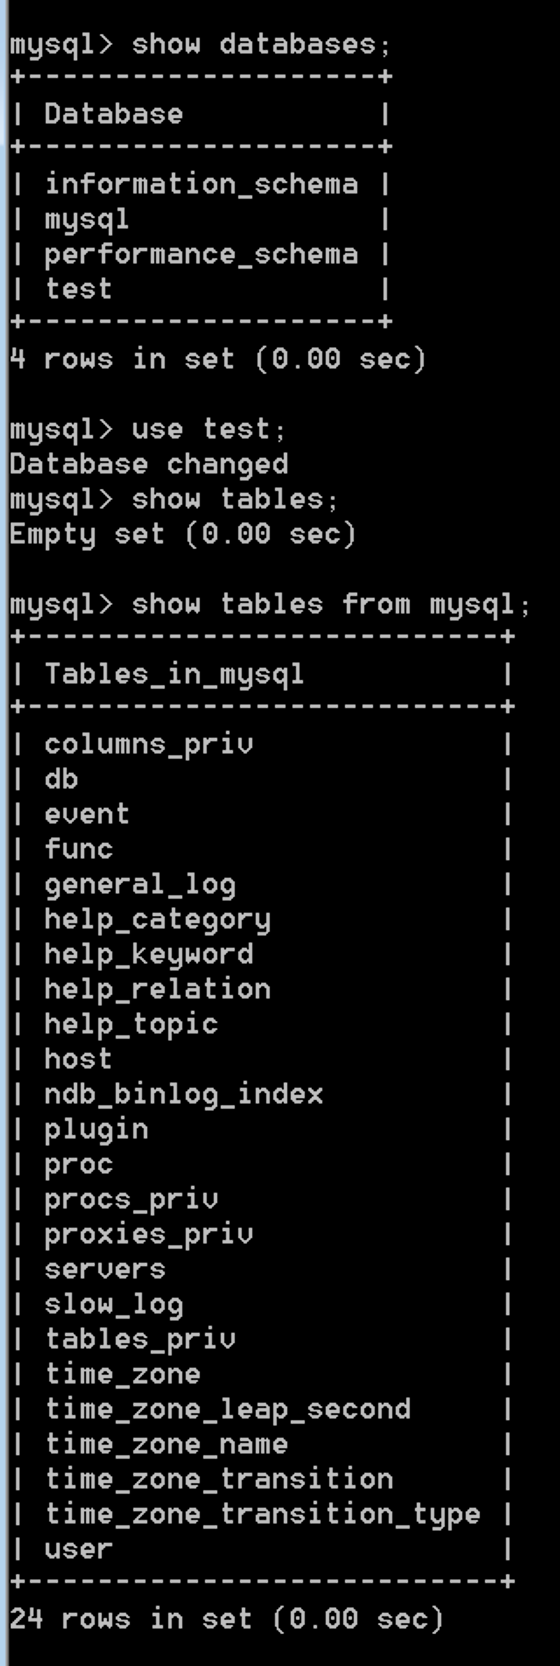 mysql> show databases;
+--------------------+
| Database           |
+--------------------+
| information_schema |
| mysql              |
| performance_schema |
| test               |
+--------------------+
4 rows in set (0.00 sec)

mysql> use test;
Database changed
mysql> show tables;
Empty set (0.00 sec)

mysql> show tables from mysql;
+---------------------------+
| Tables_in_mysql           |
+---------------------------+
| columns_priv              |
| db                        |
| event                     |
| func                      |
| general_log               |
| help_category             |
| help_keyword              |
| help_relation             |
| help_topic                |
| host                      |
| ndb_binlog_index          |
| plugin                    |
| proc                      |
| procs_priv                |
| proxies_priv              |
| servers                   |
| slow_log                  |
| tables_priv               |
| time_zone                 |
| time_zone_leap_second     |
| time_zone_name            |
| time_zone_transition      |
| time_zone_transition_type |
| user                      |
+---------------------------+
24 rows in set (0.00 sec)